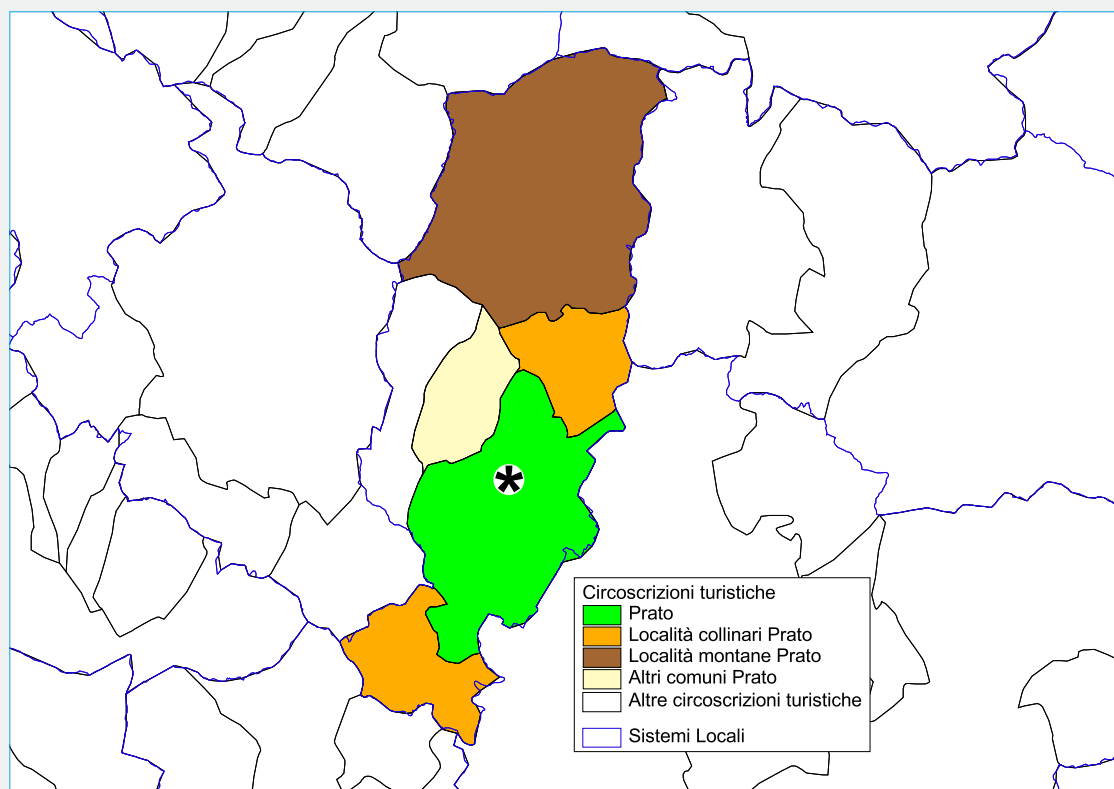 Circoscrizioni turistiche
Prato
Località collinari Prato
Località montane Prato
Altri comuni Prato
Altre circoscrizioni turistiche
Sistemi Locali